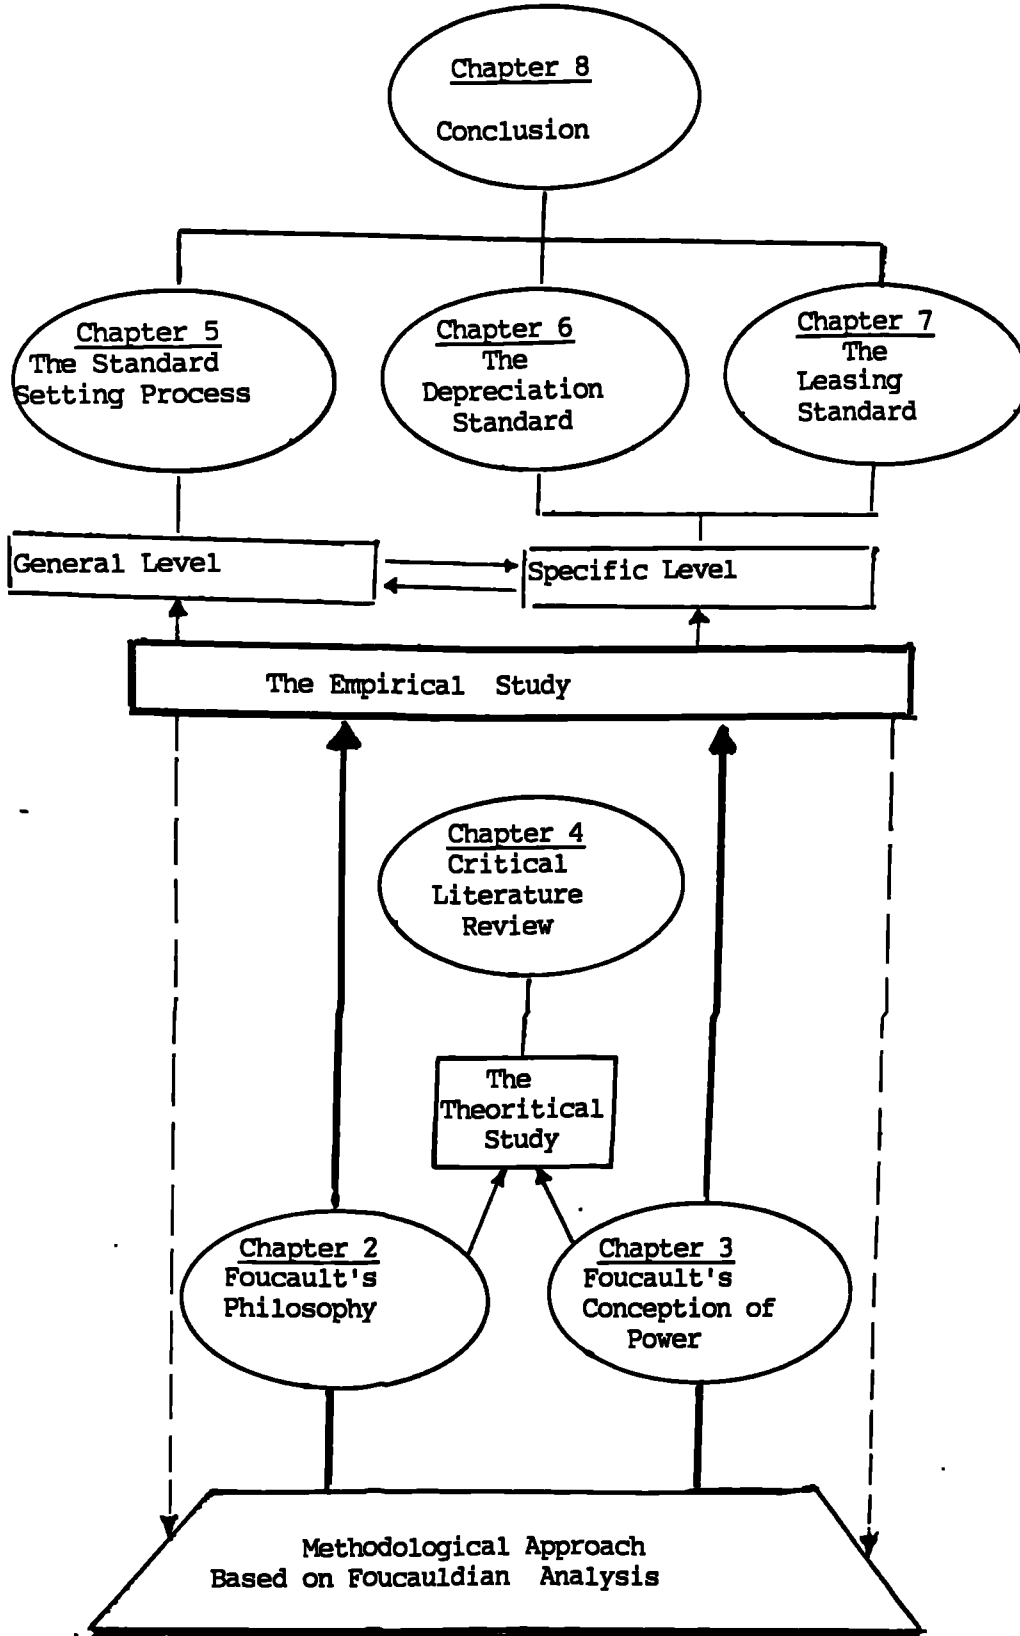 Chapter 8
Conclusion
Chapter 5
The Standard
Setting Process
Chapter 6
The
Depreciation
Standard
Chapter 7
The
Leasing
Standard
General Level
Specific Level
The Empirical Study
Chapter 4
Critical
Literature
Review
The
Theoritical
Study
Chapter 2
Foucault's
Philosophy
Chapter 3
Foucault's
Conception of
Power
Methodological Approach
Based on Foucauldian Analysis